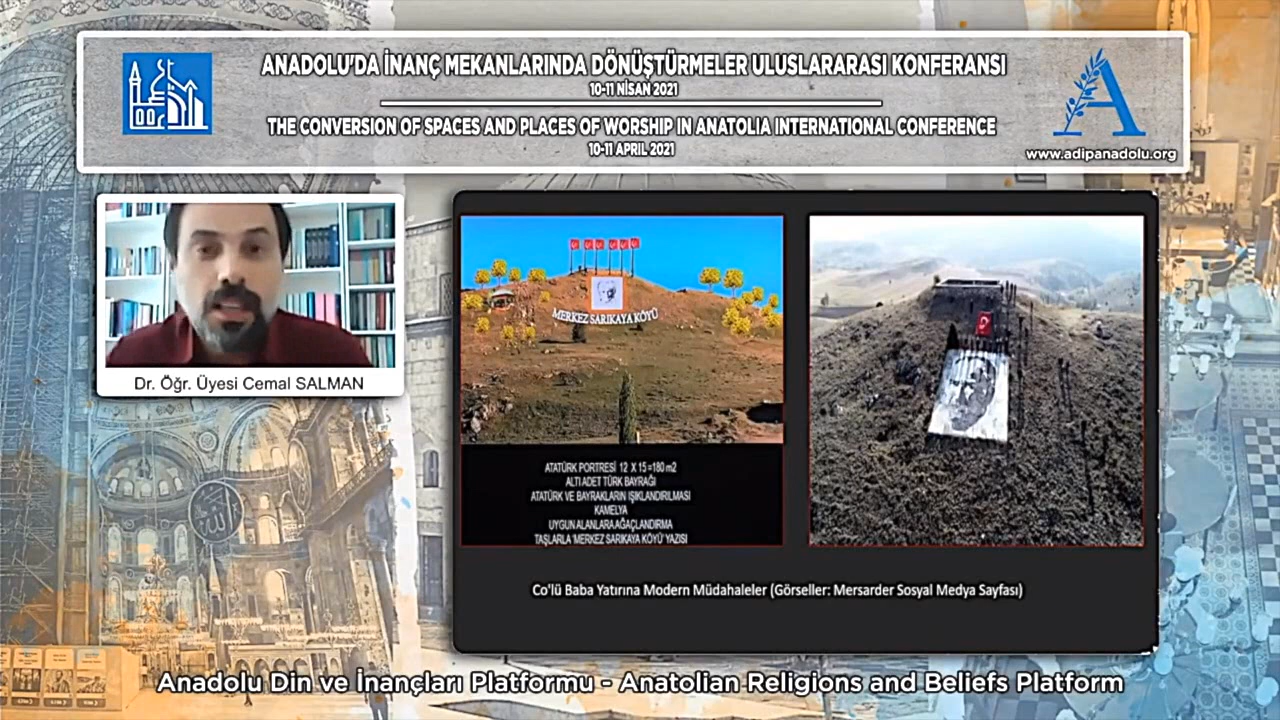 ANADOLU'DA İNANÇ MEKANLARINDA DÖNÜŞTÜRMELER ULUSLARARASI KONFERANSI
10-11 NİSAN 2021
THE CONVERSION OF SPACES AND PLACES OF WORSHIP IN ANATOLIA INTERNATIONAL CONFERENCE
10-11 APRIL 2021
www.adipanadolu.org
Dr. Öğr. Üyesi Cemal SALMAN
MERKEZ SARIKAYA KÖYÜ
ATATÜRK PORTRESİ 12 X 15 =180 m2
ALTI ADET TÜRK BAYRAĞI
ATATÜRK VE BAYRAKLARIN IŞIKLANDIRILMASI
KAMELYA
UYGUN ALANLARA AĞAÇLANDIRMA
TAŞLARLA 'MERKEZ SARIKAYA KÖYÜ' YAZISI
Co'lü Baba Yatırına Modern Müdahaleler (Görseller: Mersarder Sosyal Medya Sayfası)
Anadolu Din ve İnançları Platformu - Anatolian Religions and Beliefs Platform